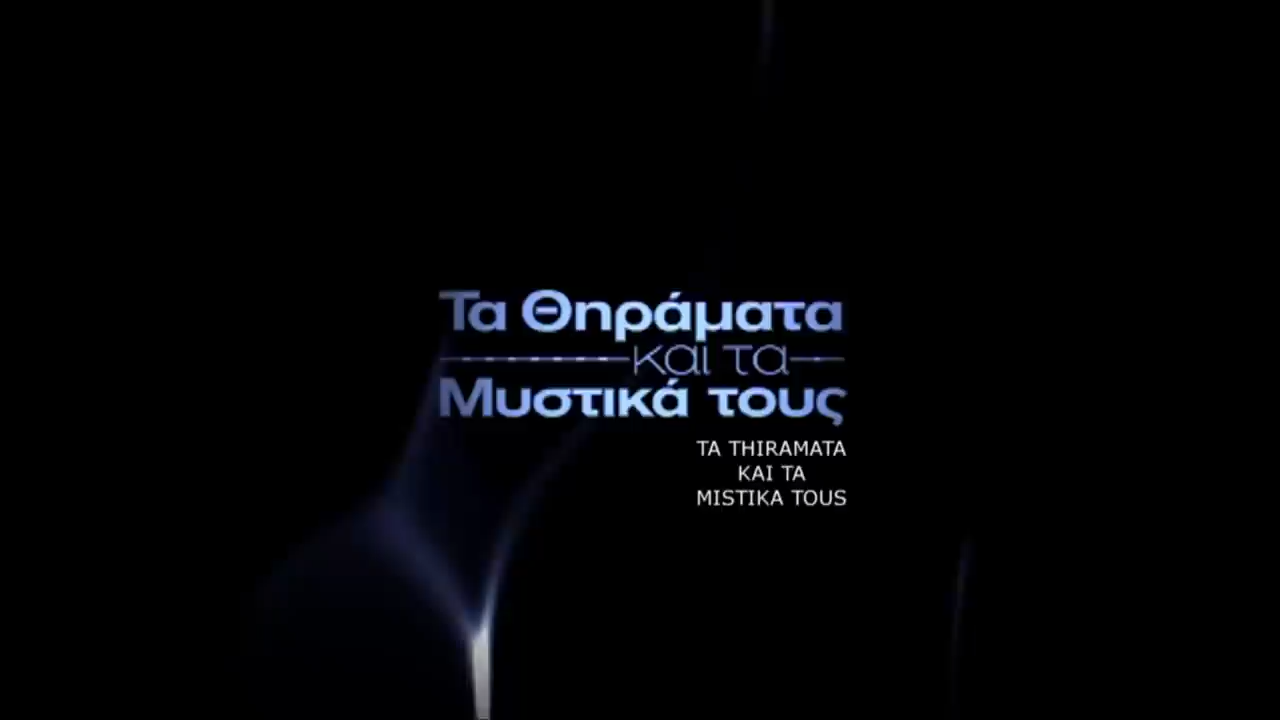 Τα Θηράματα
και τα
Μυστικά τους
TA THIRAMATA
KAI TA
MISTIKA TOUS